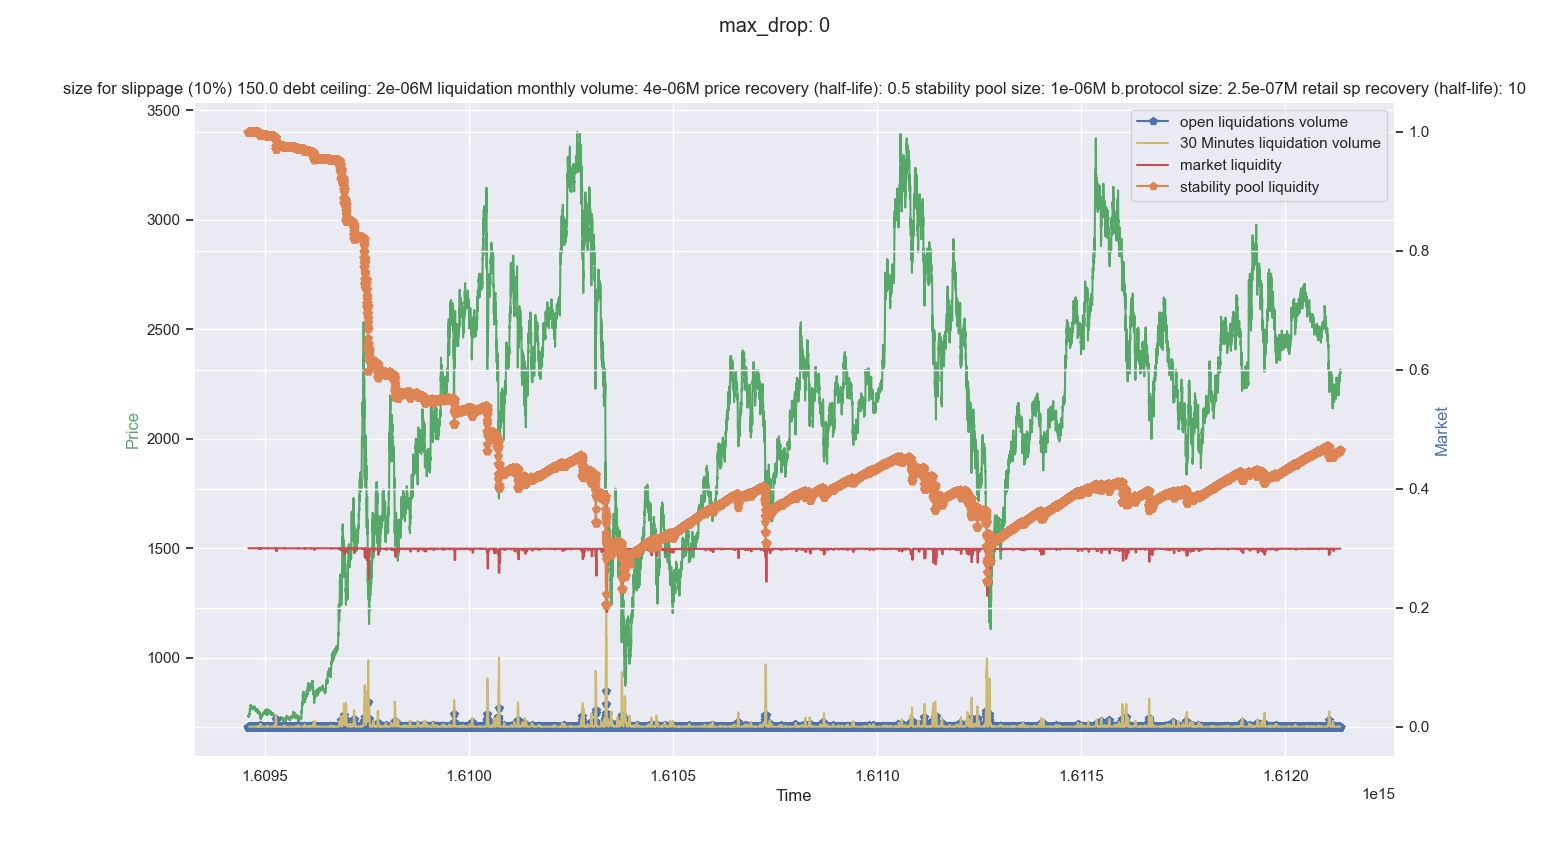 max_drop: 0
size for slippage (10%) 150.0 debt ceiling: 2e-06M liquidation monthly volume: 4e-06M price recovery (half-life): 0.5 stability pool size: 1e-06M b.protocol size: 2.5e-07M retail sp recovery (half-life): 10
open liquidations volume
30 Minutes liquidation volume
market liquidity
stability pool liquidity
3500
3000
2500
2000
1500
1000
Price
1.0
0.8
0.6
0.4
0.2
0.0
Market
1.6095 1.6100 1.6105 1.6110 1.6115 1.6120
Time
1e15